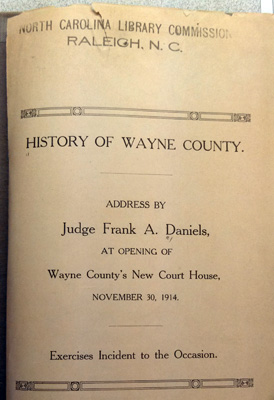 NORTH CAROLINA LIBRARY COMMISSION
RALEIGH, N. C.
HISTORY OF WAYNE COUNTY.
ADDRESS BY
Judge Frank A. Daniels,
AT OPENING OF
Wayne County's New Court House,
NOVEMBER 30, 1914.
Exercises Incident to the Occasion.